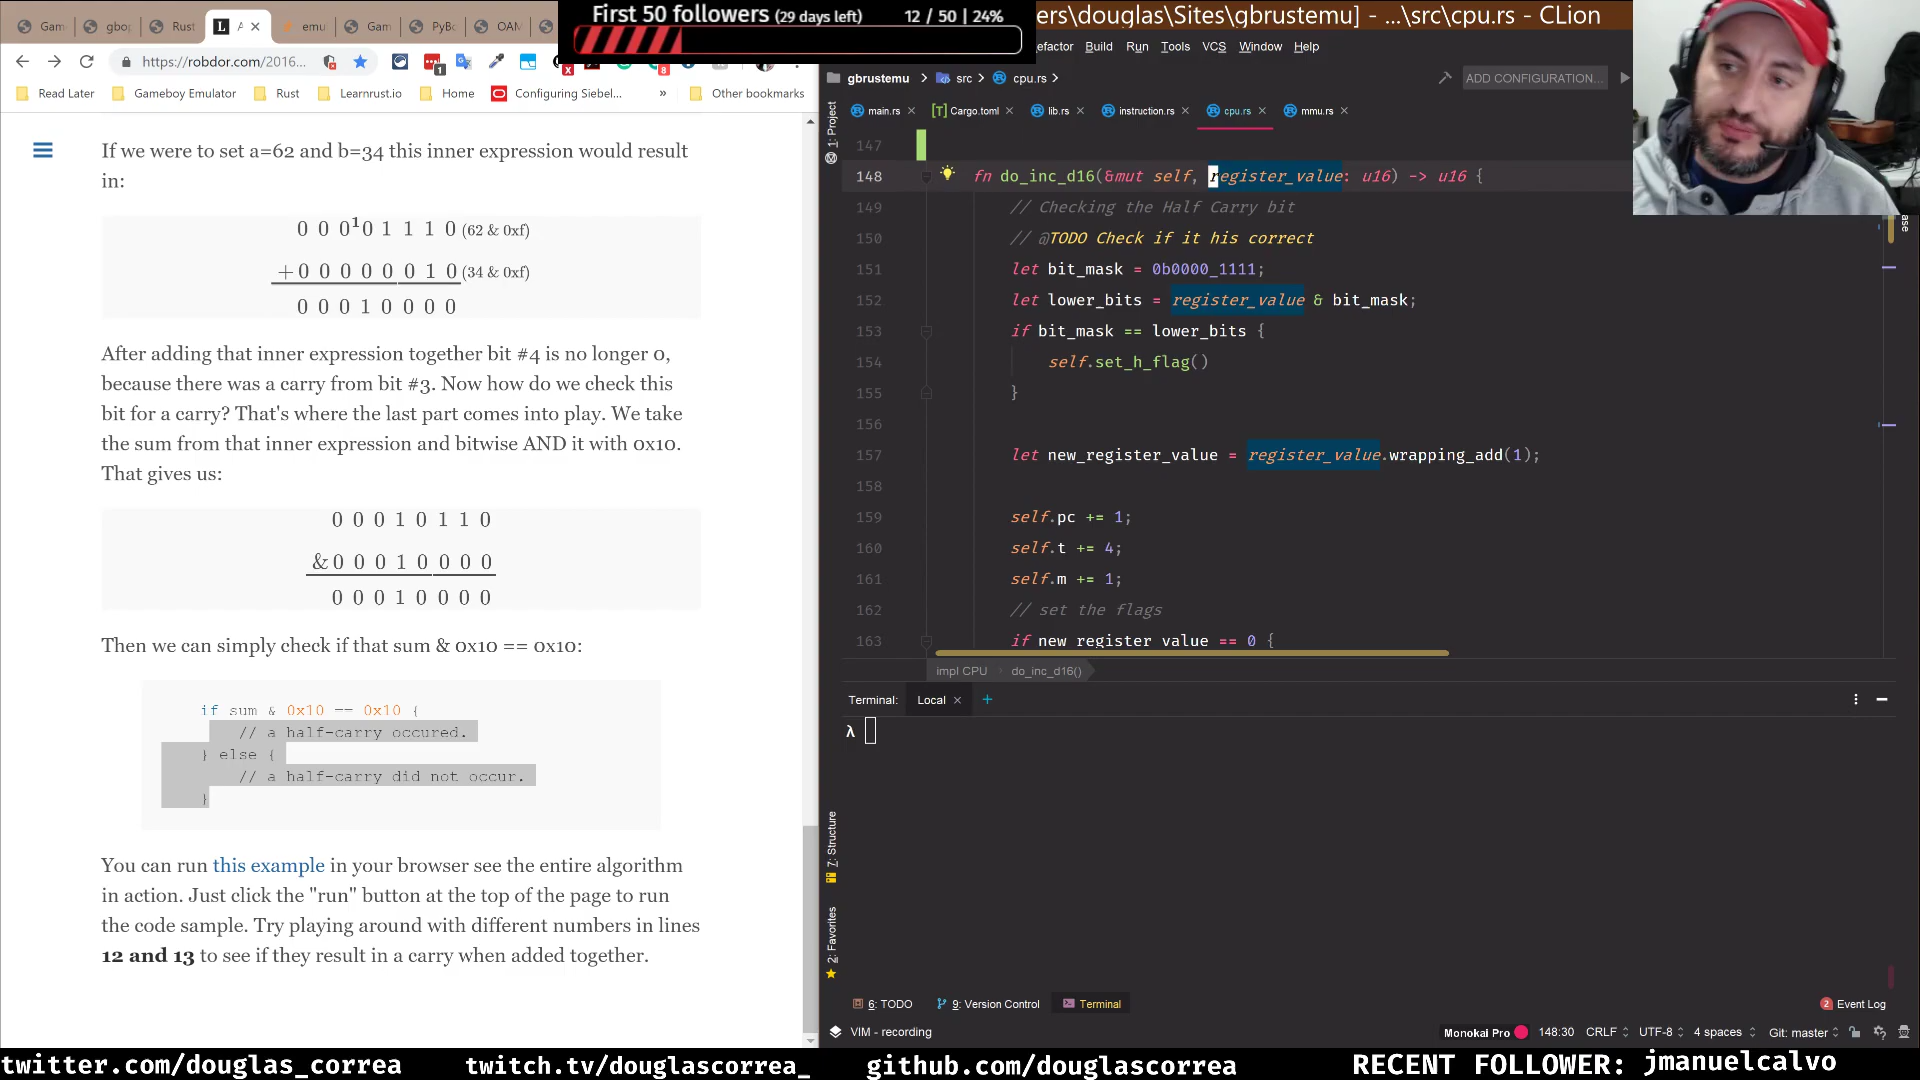 First 50 followers (29 days left) 12 / 50 | 24%
Gam
gbo
Rust
A
emu
Gam
PyBo
OAM
ers\douglas\Sites\gbrustemu] - ...\src\cpu.rs - CLion
https://robdor.com/2016...
efactor Build Run Tools VCS Window Help
gbrustemu src cpu.rs
ADD CONFIGURATION...
Read Later Gameboy Emulator Rust Learnrust.io Home Configuring Siebel... » Other bookmarks
main.rs Cargo.toml lib.rs instruction.rs cpu.rs mmu.rs
1: Project
If we were to set a=62 and b=34 this inner expression would result
in:
0 0 0¹0 1 1 1 0 (62 & 0xf)
+0 0 0 0 0 0 1 0 (34 & 0xf)
0 0 0 1 0 0 0 0
After adding that inner expression together bit #4 is no longer 0,
because there was a carry from bit #3. Now how do we check this
bit for a carry? That's where the last part comes into play. We take
the sum from that inner expression and bitwise AND it with 0x10.
That gives us:
0 0 0 1 0 1 1 0
&0 0 0 1 0 0 0 0
0 0 0 1 0 0 0 0
Then we can simply check if that sum & 0x10 == 0x10:
if sum & 0x10 == 0x10 {
// a half-carry occured.
} else {
// a half-carry did not occur.
}
You can run this example in your browser see the entire algorithm
in action. Just click the "run" button at the top of the page to run
the code sample. Try playing around with different numbers in lines
12 and 13 to see if they result in a carry when added together.
147
148 fn do_inc_d16(&mut self, register_value: u16) -> u16 {
149 // Checking the Half Carry bit
150 // @TODO Check if it his correct
151 let bit_mask = 0b0000_1111;
152 let lower_bits = register_value & bit_mask;
153 if bit_mask == lower_bits {
154 self.set_h_flag()
155 }
156
157 let new_register_value = register_value.wrapping_add(1);
158
159 self.pc += 1;
160 self.t += 4;
161 self.m += 1;
162 // set the flags
163 if new_register_value == 0 {
impl CPU do_inc_d16()
Terminal: Local × +
λ
7: Structure
2: Favorites
6: TODO 9: Version Control Terminal
2 Event Log
VIM - recording
Monokai Pro 148:30 CRLF UTF-8 4 spaces Git: master
twitter.com/douglas_correa twitch.tv/douglascorrea_ github.com/douglascorrea RECENT FOLLOWER: jmanuelcalvo